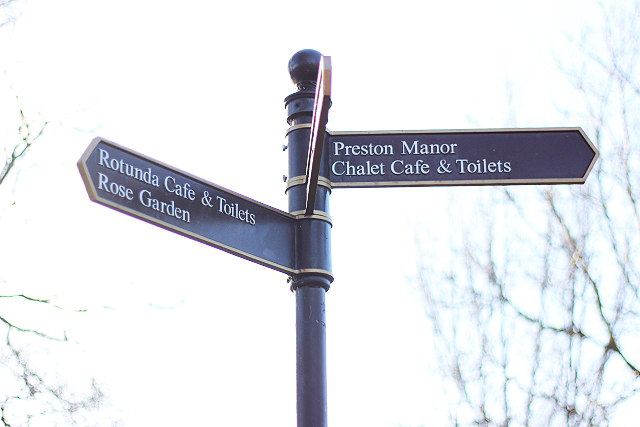 Rotunda Cafe & Toilets
Rose Garden
Preston Manor
Chalet Cafe & Toilets